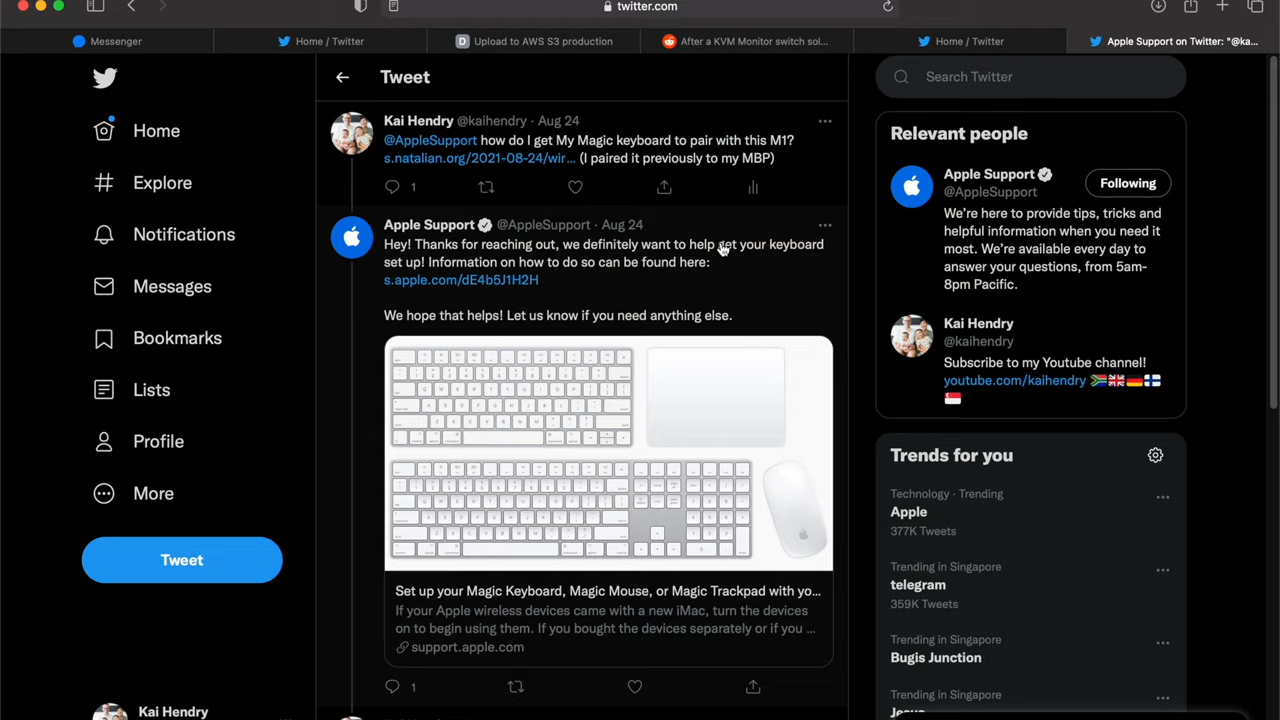 twitter.com
Messenger
Home / Twitter
Upload to AWS S3 production
After a KVM Monitor switch sol...
Home / Twitter
Apple Support on Twitter: "@ka...
Home
Explore
Notifications
Messages
Bookmarks
Lists
Profile
More
Tweet
Kai Hendry
Tweet
Kai Hendry @kaihendry · Aug 24
@AppleSupport how do I get My Magic keyboard to pair with this M1?
s.natalian.org/2021-08-24/wir... (I paired it previously to my MBP)
1
Apple Support @AppleSupport · Aug 24
Hey! Thanks for reaching out, we definitely want to help get your keyboard
set up! Information on how to do so can be found here:
s.apple.com/dE4b5J1H2H
We hope that helps! Let us know if you need anything else.
Set up your Magic Keyboard, Magic Mouse, or Magic Trackpad with yo...
If your Apple wireless devices came with a new iMac, turn the devices
on to begin using them. If you bought the devices separately or if you ...
support.apple.com
1
Search Twitter
Relevant people
Apple Support
@AppleSupport
Following
We're here to provide tips, tricks and
helpful information when you need it
most. We're available every day to
answer your questions, from 5am-
8pm Pacific.
Kai Hendry
@kaihendry
Subscribe to my Youtube channel!
youtube.com/kaihendry
Trends for you
Technology · Trending
Apple
377K Tweets
Trending in Singapore
telegram
359K Tweets
Trending in Singapore
Bugis Junction
Trending in Singapore